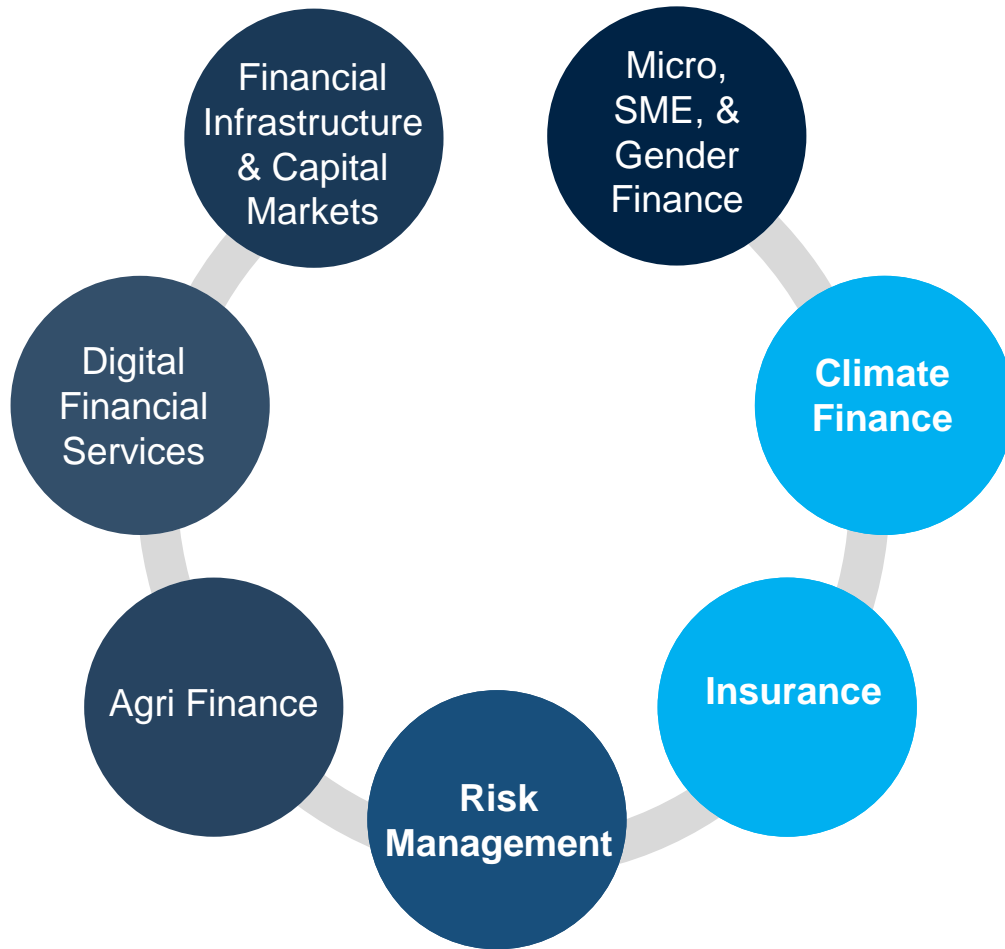 Financial
Infrastructure
& Capital
Markets
Micro,
SME, &
Gender
Finance
Digital
Financial
Services
Climate
Finance
Agri Finance
Insurance
Risk
Management